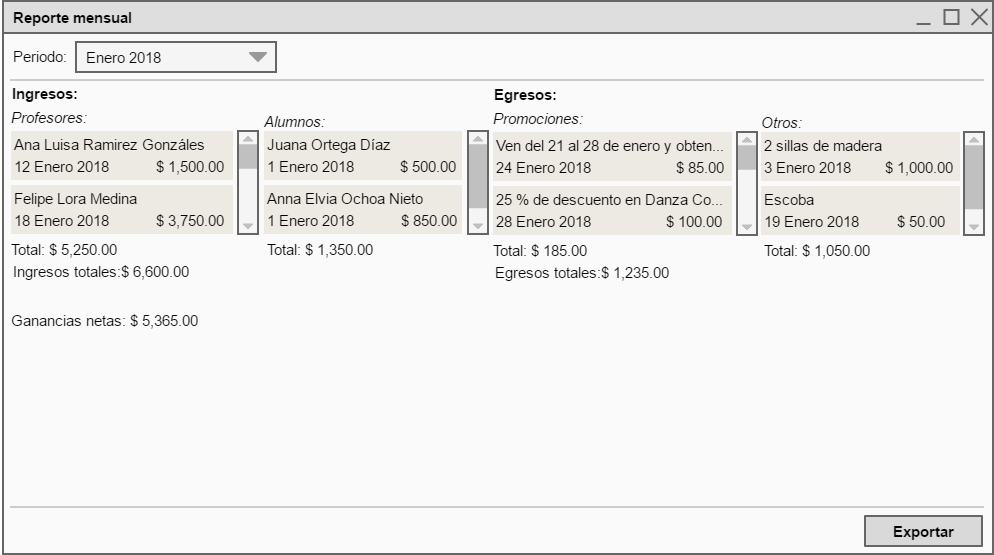 Reporte mensual
Periodo: Enero 2018
Ingresos:
Profesores:
Ana Luisa Ramirez Gonzáles
12 Enero 2018 $ 1,500.00
Felipe Lora Medina
18 Enero 2018 $ 3,750.00
Total: $ 5,250.00
Alumnos:
Juana Ortega Díaz
1 Enero 2018 $ 500.00
Anna Elvia Ochoa Nieto
1 Enero 2018 $ 850.00
Total: $ 1,350.00
Ingresos totales:$ 6,600.00
Egresos:
Promociones:
Ven del 21 al 28 de enero y obten...
24 Enero 2018 $ 85.00
25 % de descuento en Danza Co...
28 Enero 2018 $ 100.00
Total: $ 185.00
Otros:
2 sillas de madera
3 Enero 2018 $ 1,000.00
Escoba
19 Enero 2018 $ 50.00
Total: $ 1,050.00
Egresos totales:$ 1,235.00
Ganancias netas: $ 5,365.00
Exportar